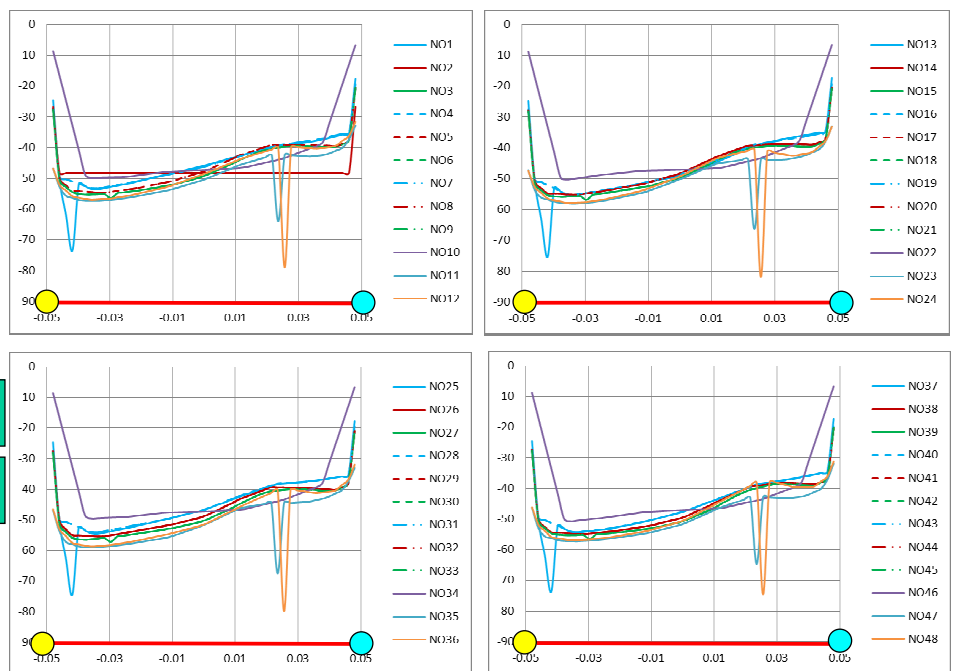 0
10
-20
-30
-40
-50
-60
-70
80
90
-0.05 -0.03 -0.01 0.01 0.03 0.05
NO1
NO2
NO3
NO4
NO5
NO6
NO7
NO8
NO9
NO10
NO11
NO12
0
10
-20
-30
-40
-50
-60
-70
80
-90
-0.05 -0.03 -0.01 0.01 0.03 0.05
NO13
NO14
NO15
NO16
NO17
NO18
NO19
NO20
NO21
NO22
NO23
NO24
0
10
-20
-30
-40
-50
-60
-70
80
90
-0.05 -0.03 -0.01 0.01 0.03 0.05
NO25
NO26
NO27
NO28
NO29
NO30
NO31
NO32
NO33
NO34
NO35
NO36
0
10
-20
-30
-40
-50
-60
-70
80
-90
-0.05 -0.03 -0.01 0.01 0.03 0.05
NO37
NO38
NO39
NO40
NO41
NO42
NO43
NO44
NO45
NO46
NO47
NO48